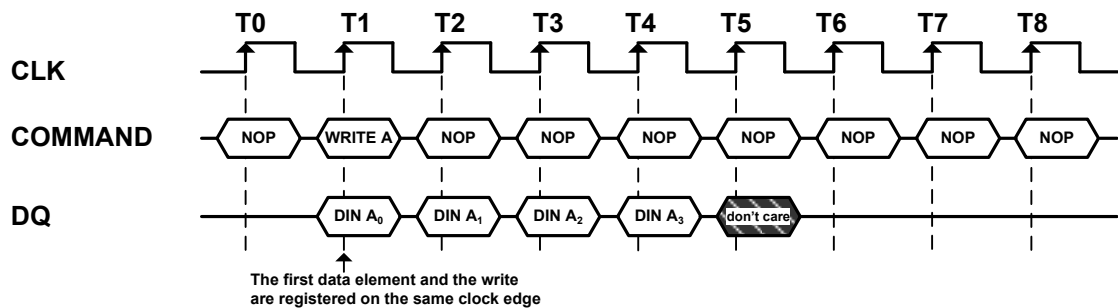 T0 T1 T2 T3 T4 T5 T6 T7 T8
CLK
COMMAND NOP WRITE A NOP NOP NOP NOP NOP NOP NOP
DQ DIN A0 DIN A1 DIN A2 DIN A3 don't care
The first data element and the write
are registered on the same clock edge